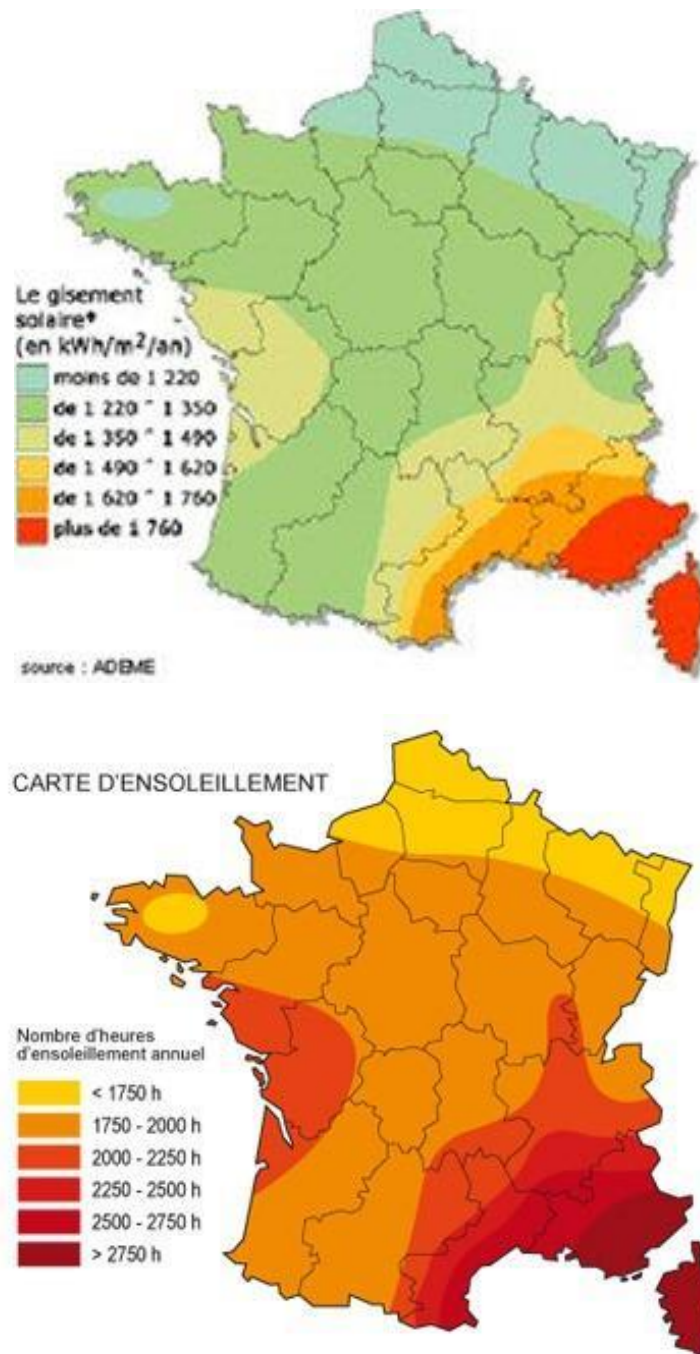 Le gisement
solaire*
(en kWh/m²/an)
moins de 1 220
de 1 220 ˜ 1 350
de 1 350 ˜ 1 490
de 1 490 ˜ 1 620
de 1 620 ˜ 1 760
plus de 1 760
source : ADEME
CARTE D'ENSOLEILLEMENT
Nombre d'heures
d'ensoleillement annuel
< 1750 h
1750 - 2000 h
2000 - 2250 h
2250 - 2500 h
2500 - 2750 h
> 2750 h